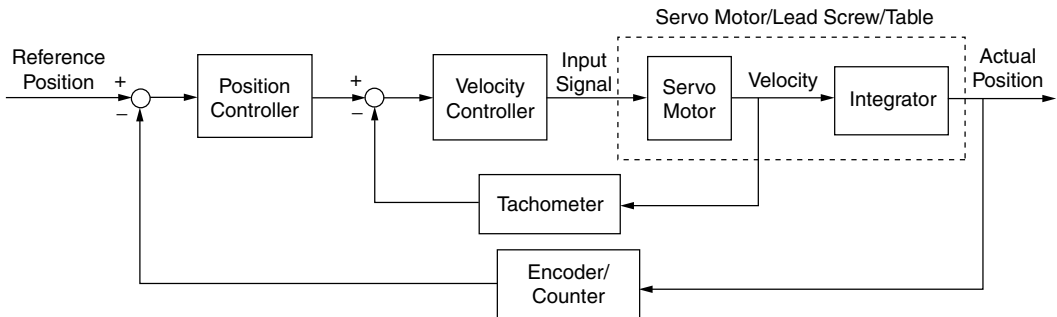 Servo Motor/Lead Screw/Table
Reference
Position
+
−
Position
Controller
+
−
Velocity
Controller
Input
Signal
Servo
Motor
Velocity
Integrator
Actual
Position
Tachometer
Encoder/
Counter